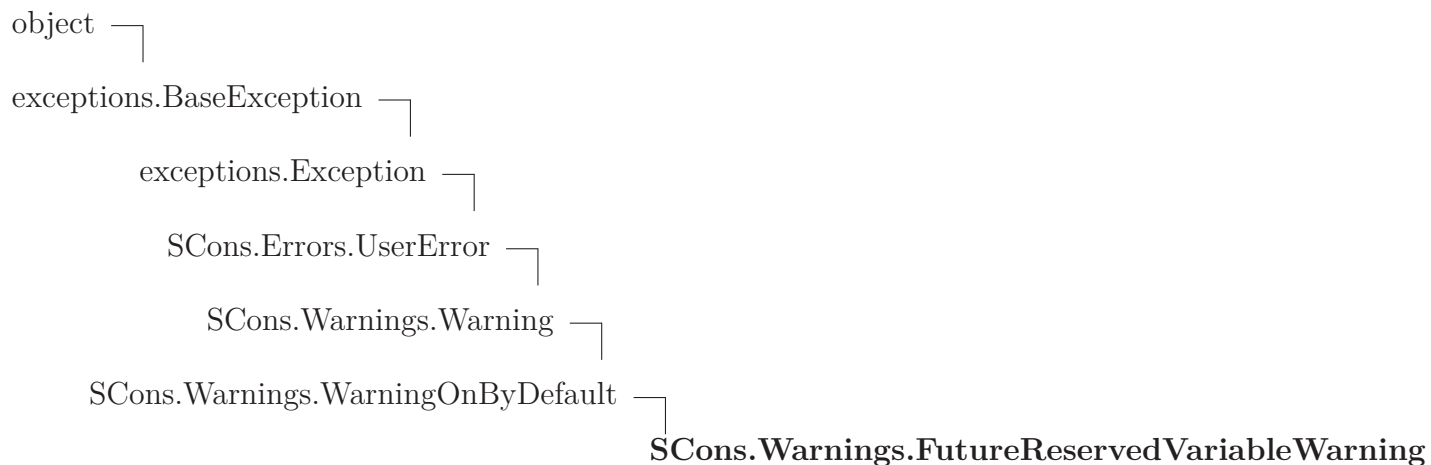 object
exceptions.BaseException
exceptions.Exception
SCons.Errors.UserError
SCons.Warnings.Warning
SCons.Warnings.WarningOnByDefault
SCons.Warnings.FutureReservedVariableWarning